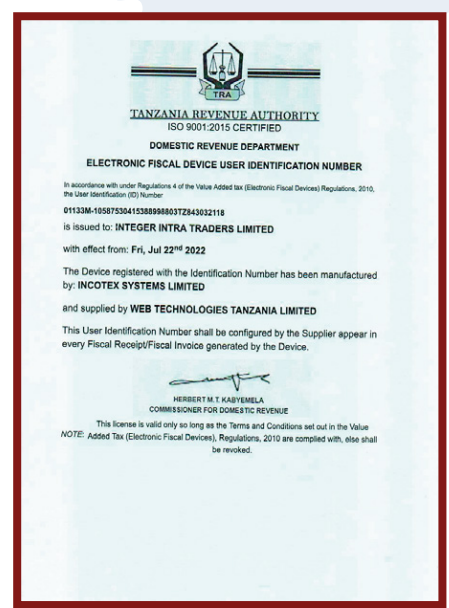 TRA
TANZANIA REVENUE AUTHORITY
ISO 9001:2015 CERTIFIED
DOMESTIC REVENUE DEPARTMENT
ELECTRONIC FISCAL DEVICE USER IDENTIFICATION NUMBER
In accordance with under Regulations 4 of the Value Added tax (Electronic Fiscal Devices) Regulations, 2010,
the User Identification (ID) Number
01133M-10587530415388998803TZ843032118
is issued to: INTEGER INTRA TRADERS LIMITED
with effect from: Fri, Jul 22nd 2022
The Device registered with the Identification Number has been manufactured
by: INCOTEX SYSTEMS LIMITED
and supplied by WEB TECHNOLOGIES TANZANIA LIMITED
This User Identification Number shall be configured by the Supplier appear in
every Fiscal Receipt/Fiscal Invoice generated by the Device.
HERBERT M.T. KABYEMELA
COMMISSIONER FOR DOMESTIC REVENUE
This license is valid only so long as the Terms and Conditions set out in the Value
NOTE: Added Tax (Electronic Fiscal Devices), Regulations, 2010 are complied with, else shall
be revoked.